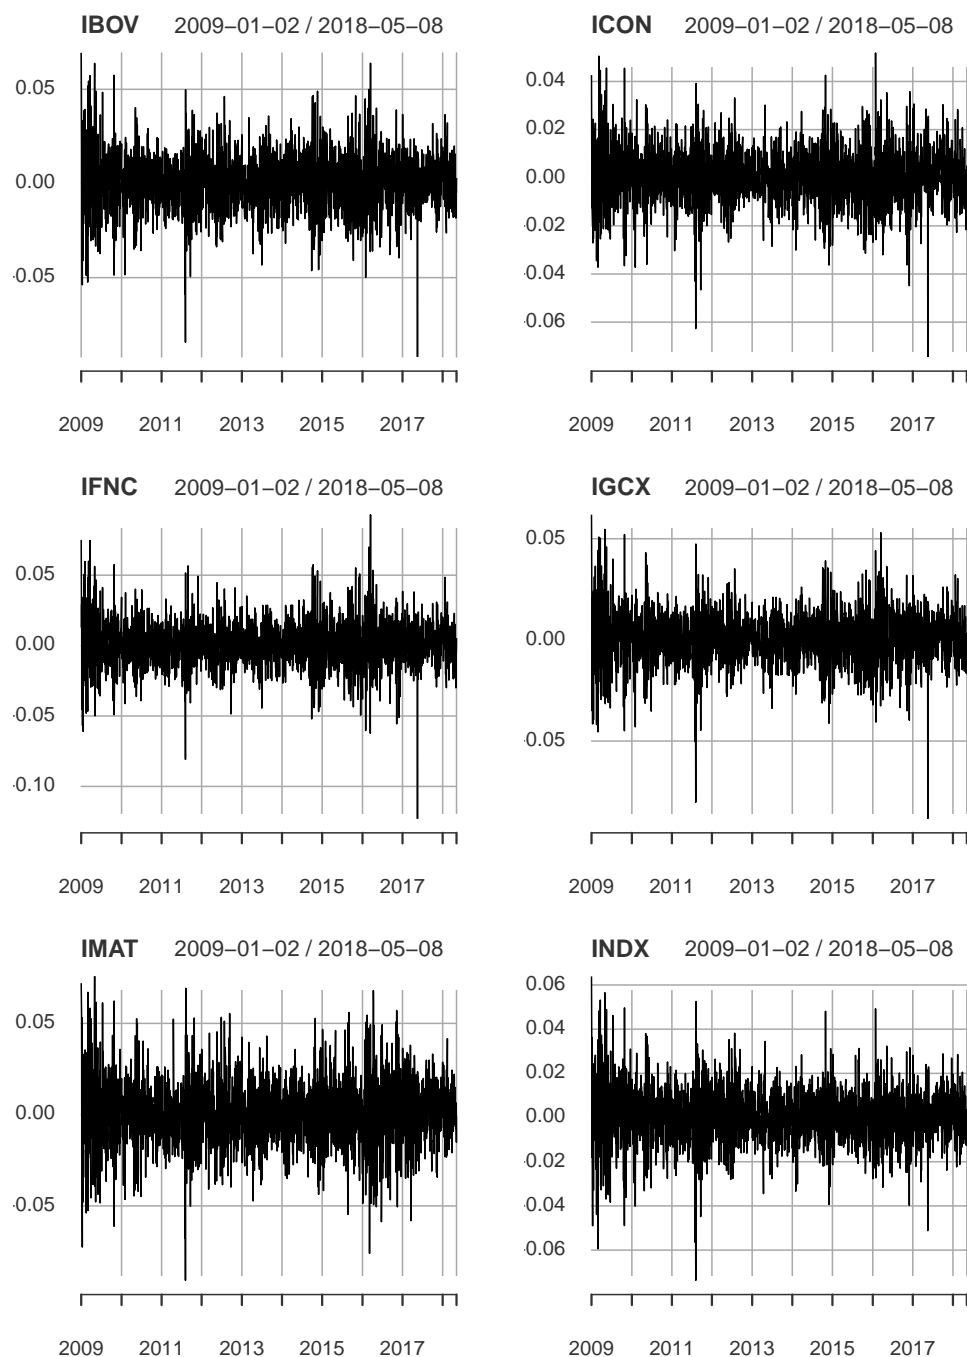 IBOV 2009−01−02 / 2018−05−08
0.05
0.00
-0.05
2009 2011 2013 2015 2017
ICON 2009−01−02 / 2018−05−08
0.04
0.02
0.00
-0.02
-0.04
-0.06
2009 2011 2013 2015 2017
IFNC 2009−01−02 / 2018−05−08
0.05
0.00
-0.05
-0.10
2009 2011 2013 2015 2017
IGCX 2009−01−02 / 2018−05−08
0.05
0.00
-0.05
2009 2011 2013 2015 2017
IMAT 2009−01−02 / 2018−05−08
0.05
0.00
-0.05
2009 2011 2013 2015 2017
INDX 2009−01−02 / 2018−05−08
0.06
0.04
0.02
0.00
-0.02
-0.04
-0.06
2009 2011 2013 2015 2017